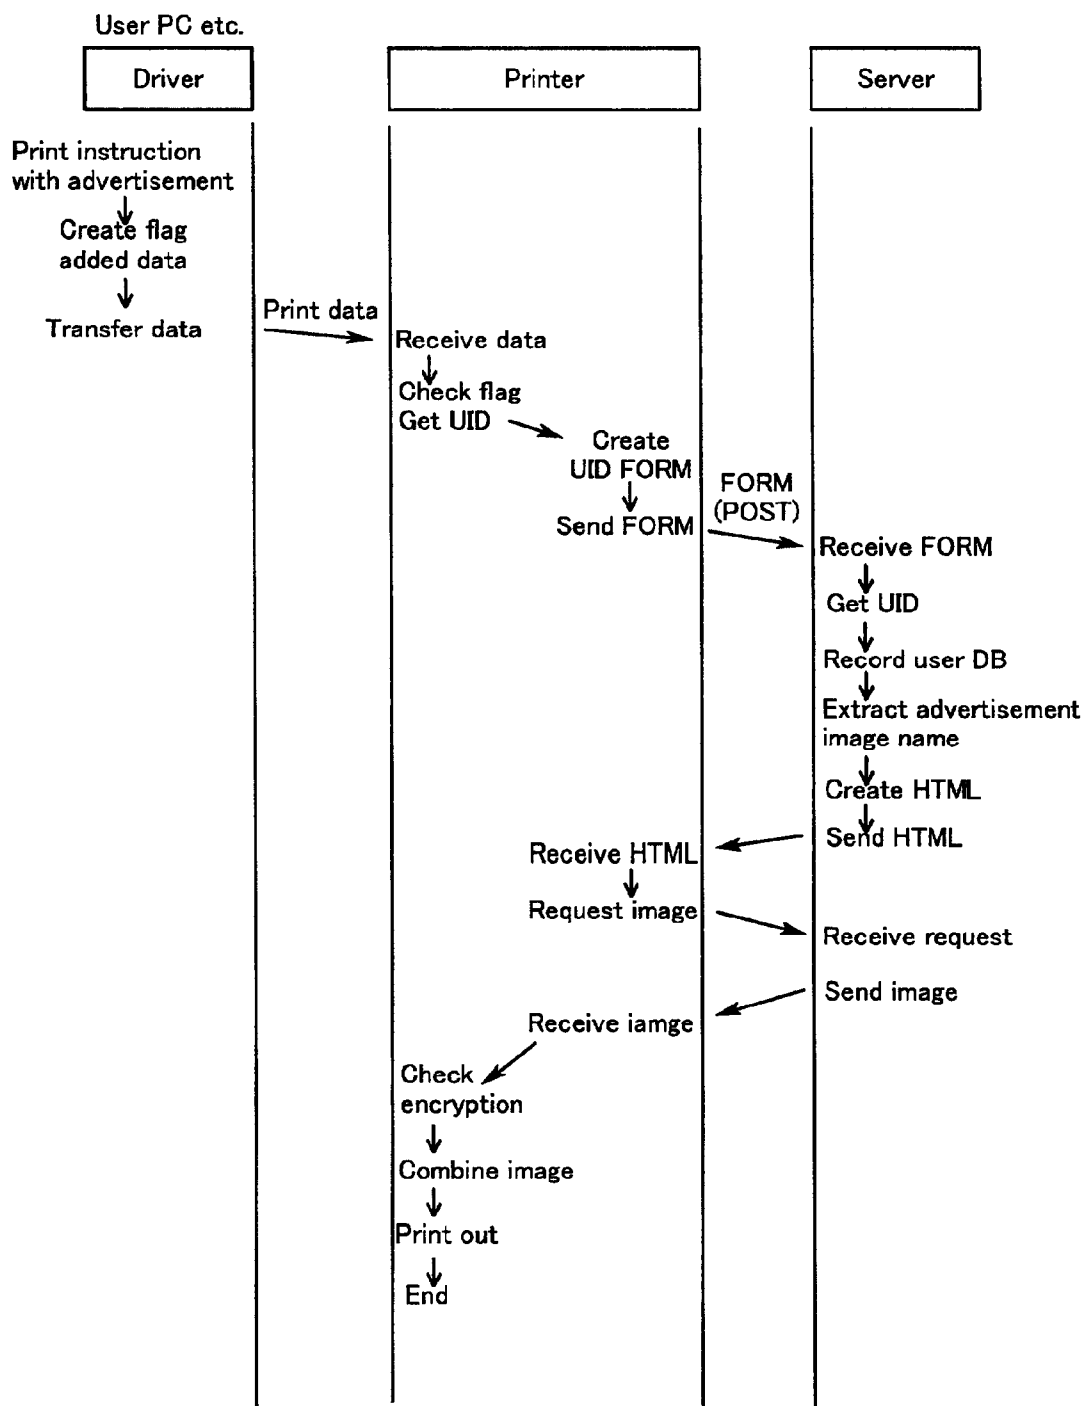 User PC etc.
Driver
Printer
Server
Print instruction
with advertisement
Create flag
added data
Transfer data
Print data
Receive data
Check flag
Get UID
Create
UID FORM
Send FORM
FORM
(POST)
Receive FORM
Get UID
Record user DB
Extract advertisement
image name
Create HTML
Send HTML
Receive HTML
Request image
Receive request
Send image
Receive iamge
Check
encryption
Combine image
Print out
End